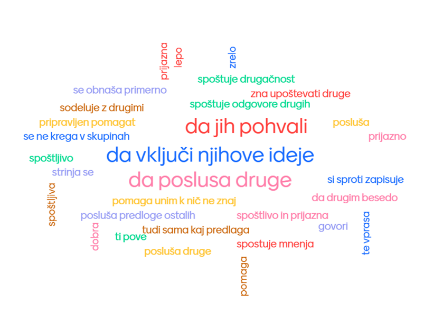 prijazna
lepo
zrelo
spoštuje drugačnost
se obnaša primerno
zna upoštevati druge
sodeluje z drugimi
spoštuje odgovore drugih
pripravljen pomagat
da jih pohvali
posluša
se ne krega v skupinah
prijazno
da vključi njihove ideje
spoštljivo
strinja se
da poslusa druge
si sproti zapisuje
spoštljiva
pomaga unim k nič ne znaj
da drugim besedo
posluša predloge ostalih
spoštlivo in prijazna
dobra
ti pove
tudi sama kaj predlaga
govori
te vprasa
spostuje mnenja
posluša druge
pomaga